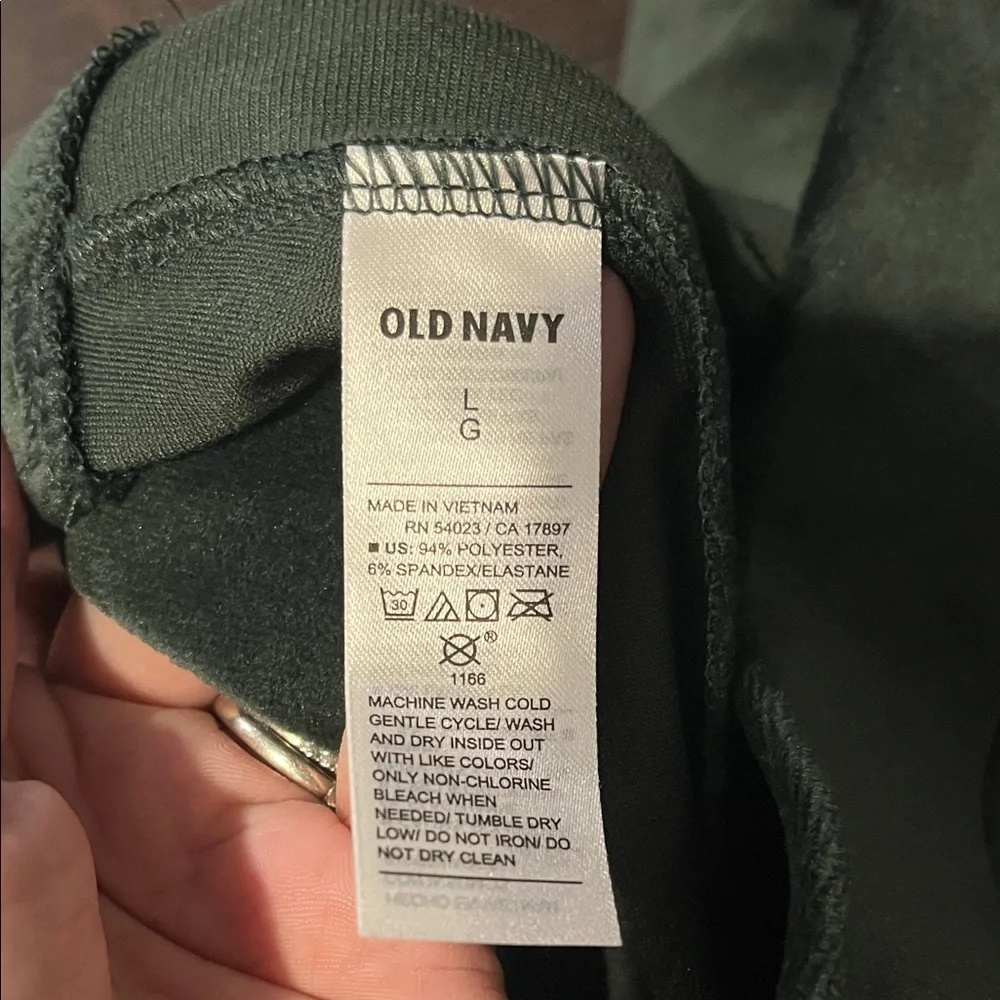 OLD NAVY
L
G
MADE IN VIETNAM
RN 54023 / CA 17897
■ US: 94% POLYESTER,
6% SPANDEX/ELASTANE
30
®
1166
MACHINE WASH COLD
GENTLE CYCLE/ WASH
AND DRY INSIDE OUT
WITH LIKE COLORS/
ONLY NON-CHLORINE
BLEACH WHEN
NEEDED/ TUMBLE DRY
LOW/ DO NOT IRON/ DO
NOT DRY CLEAN